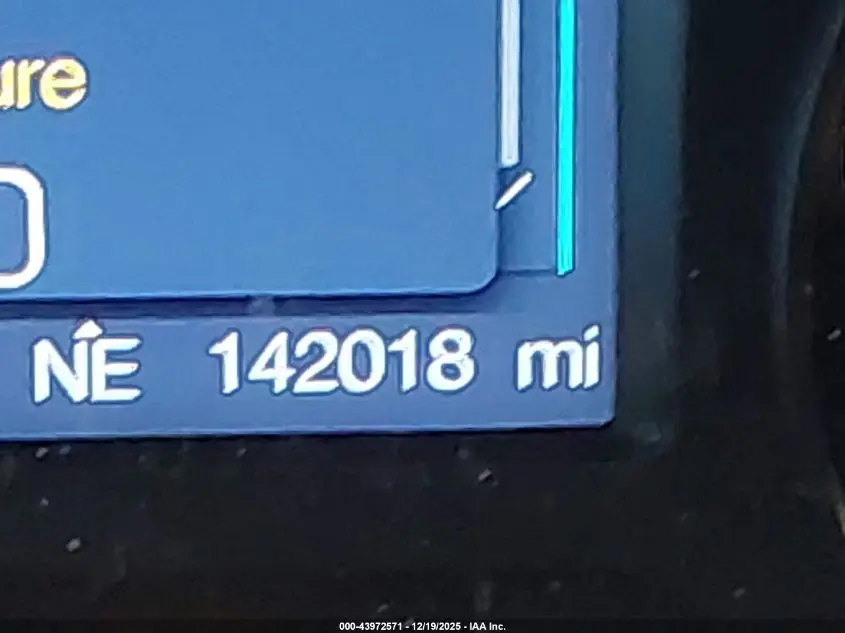 ure
NE 142018 mi
000-43972571 - 12/19/2025 - IAA Inc.